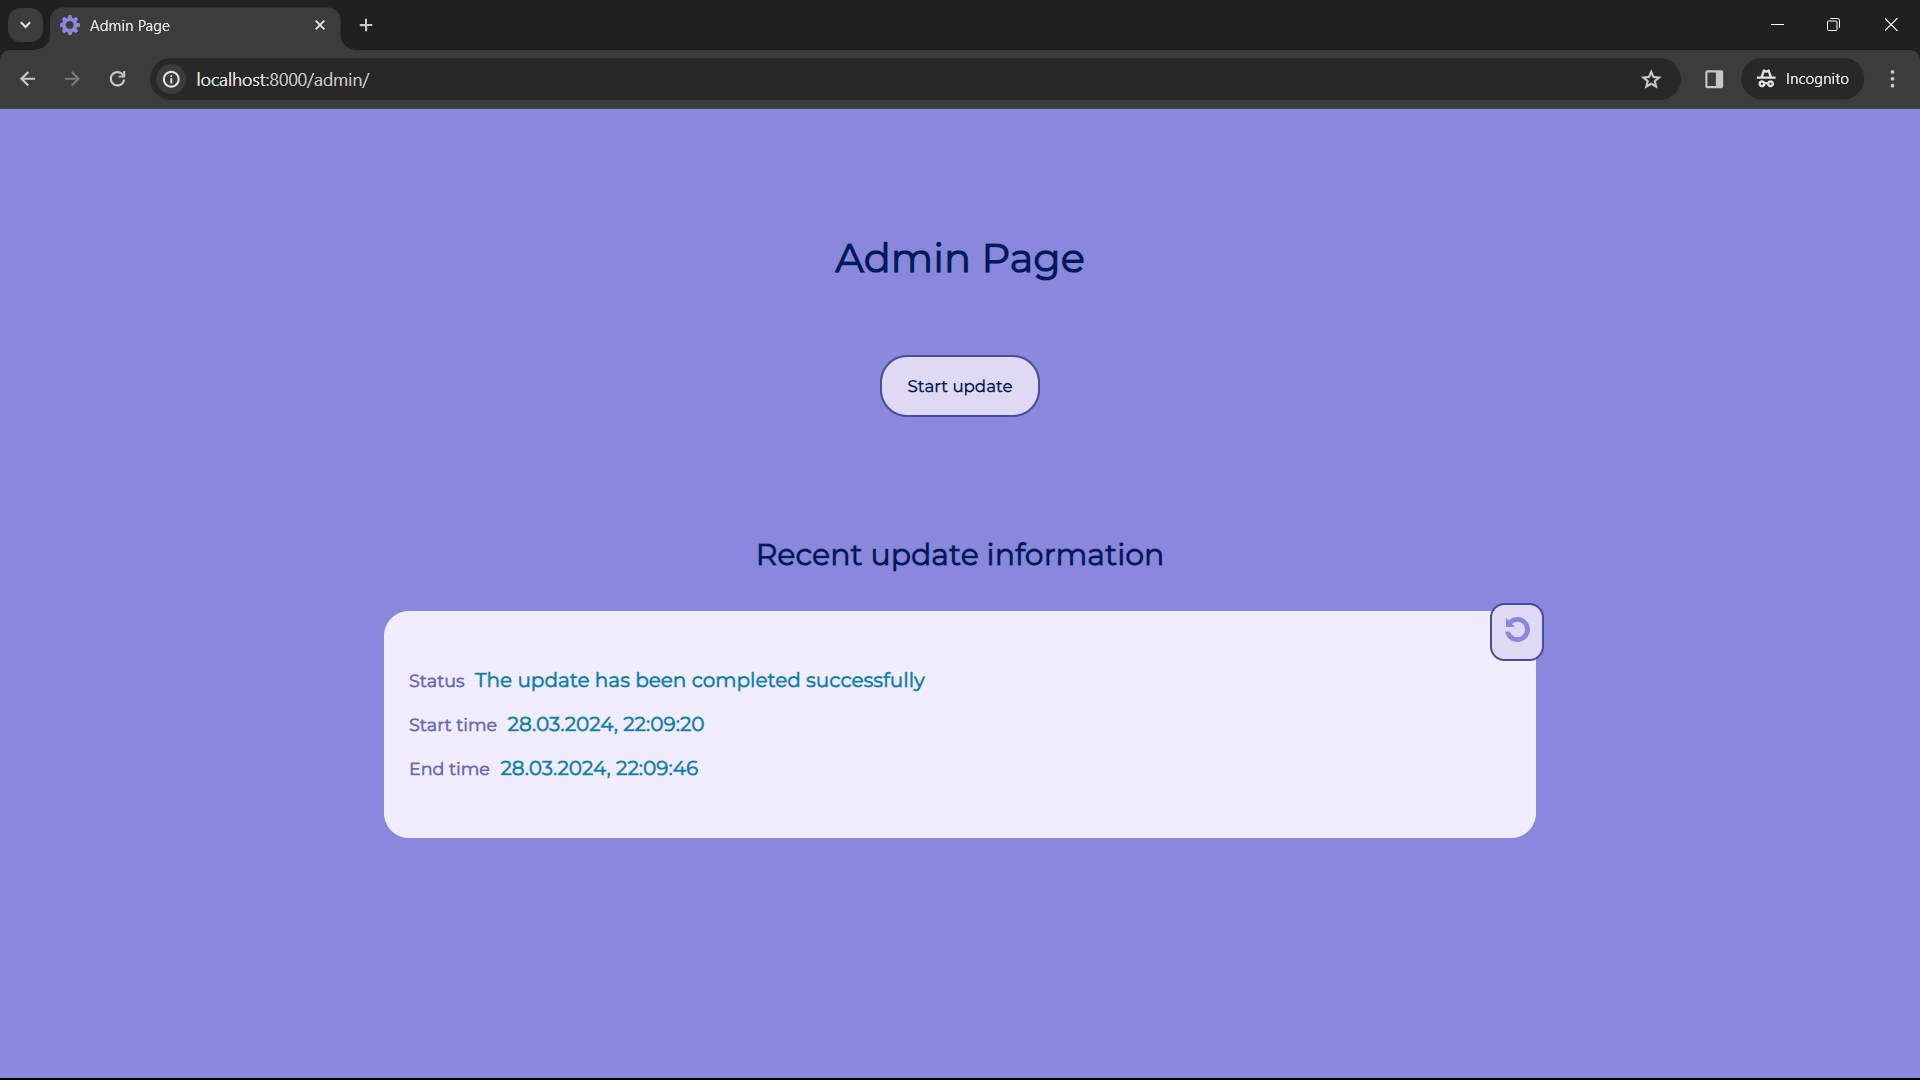 Admin Page
localhost:8000/admin/
Incognito
Admin Page
Start update
Recent update information
Status The update has been completed successfully
Start time 28.03.2024, 22:09:20
End time 28.03.2024, 22:09:46